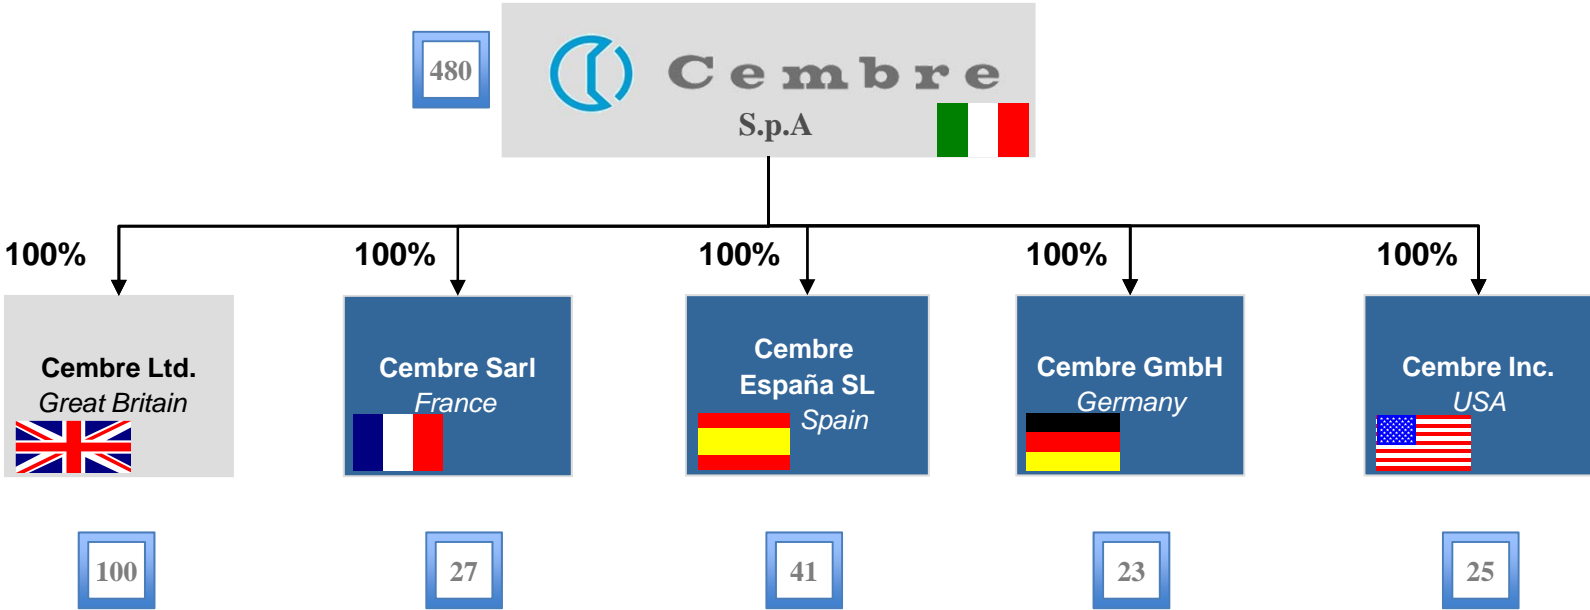 480
Cembre
S.p.A
100%
100%
100%
100%
100%
Cembre Ltd.
Great Britain
Cembre Sarl
France
Cembre
España SL
Spain
Cembre GmbH
Germany
Cembre Inc.
USA
100
27
41
23
25